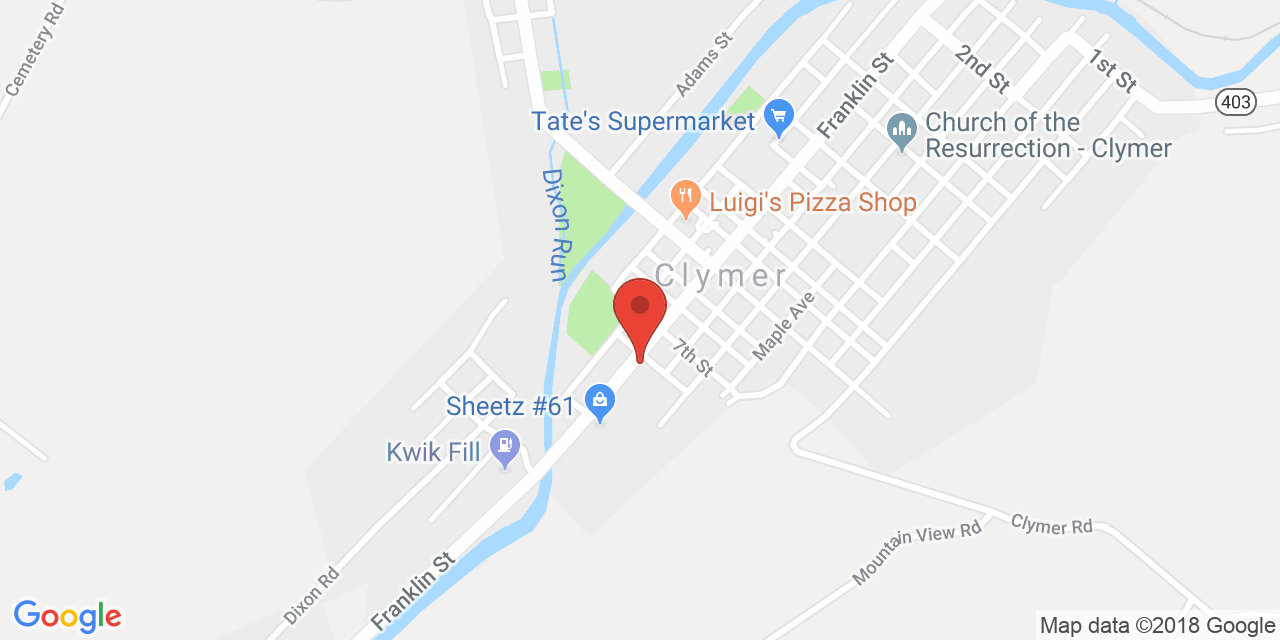 Cemetery Rd
Adams St
Franklin St
2nd St
1st St
403
Tate's Supermarket
Church of the
Resurrection - Clymer
Dixon Run
Luigi's Pizza Shop
Clymer
Maple Ave
7th St
Sheetz #61
Kwik Fill
Clymer Rd
Mountain View Rd
Dixon Rd
Franklin St
Google
Map data ©2018 Google